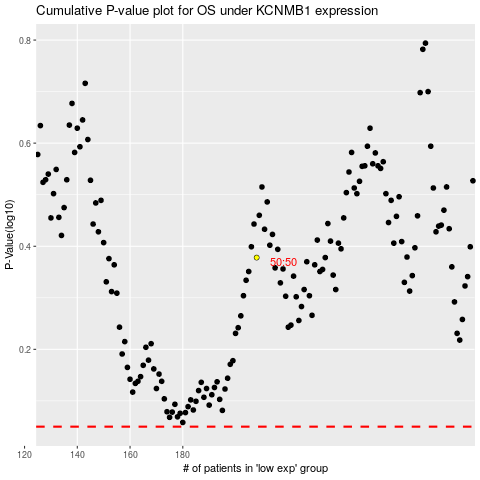 Cumulative P-value plot for OS under KCNMB1 expression
P-Value(log10)
0.8
0.6
0.4
0.2
50:50
120 140 160 180
# of patients in 'low exp' group